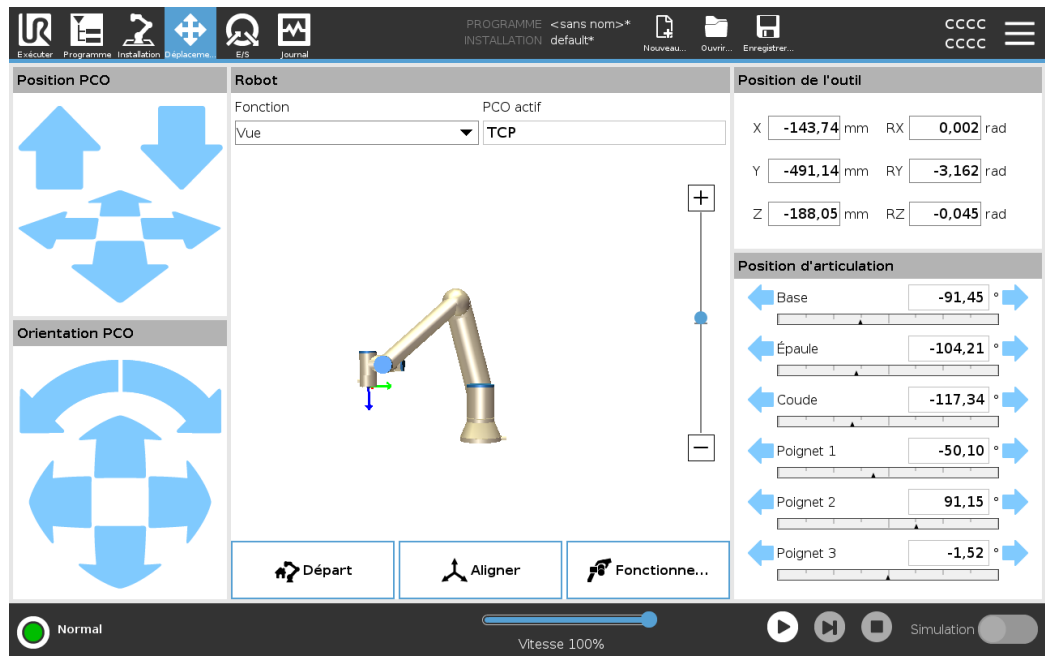 PROGRAMME <sans nom>*
INSTALLATION default*
UR
Exécuter Programme Installation Déplaceme... E/S Journal
Nouveau... Ouvrir... Enregistrer...
CCCC
CCCC
Position PCO
Robot
Position de l'outil
Fonction PCO actif
Vue TCP
X -143,74 mm RX 0,002 rad
Y -491,14 mm RY -3,162 rad
Z -188,05 mm RZ -0,045 rad
Position d'articulation
Base -91,45 °
Épaule -104,21 °
Coude -117,34 °
Poignet 1 -50,10 °
Poignet 2 91,15 °
Poignet 3 -1,52 °
Orientation PCO
Départ Aligner Fonctionne...
Normal
Vitesse 100%
Simulation